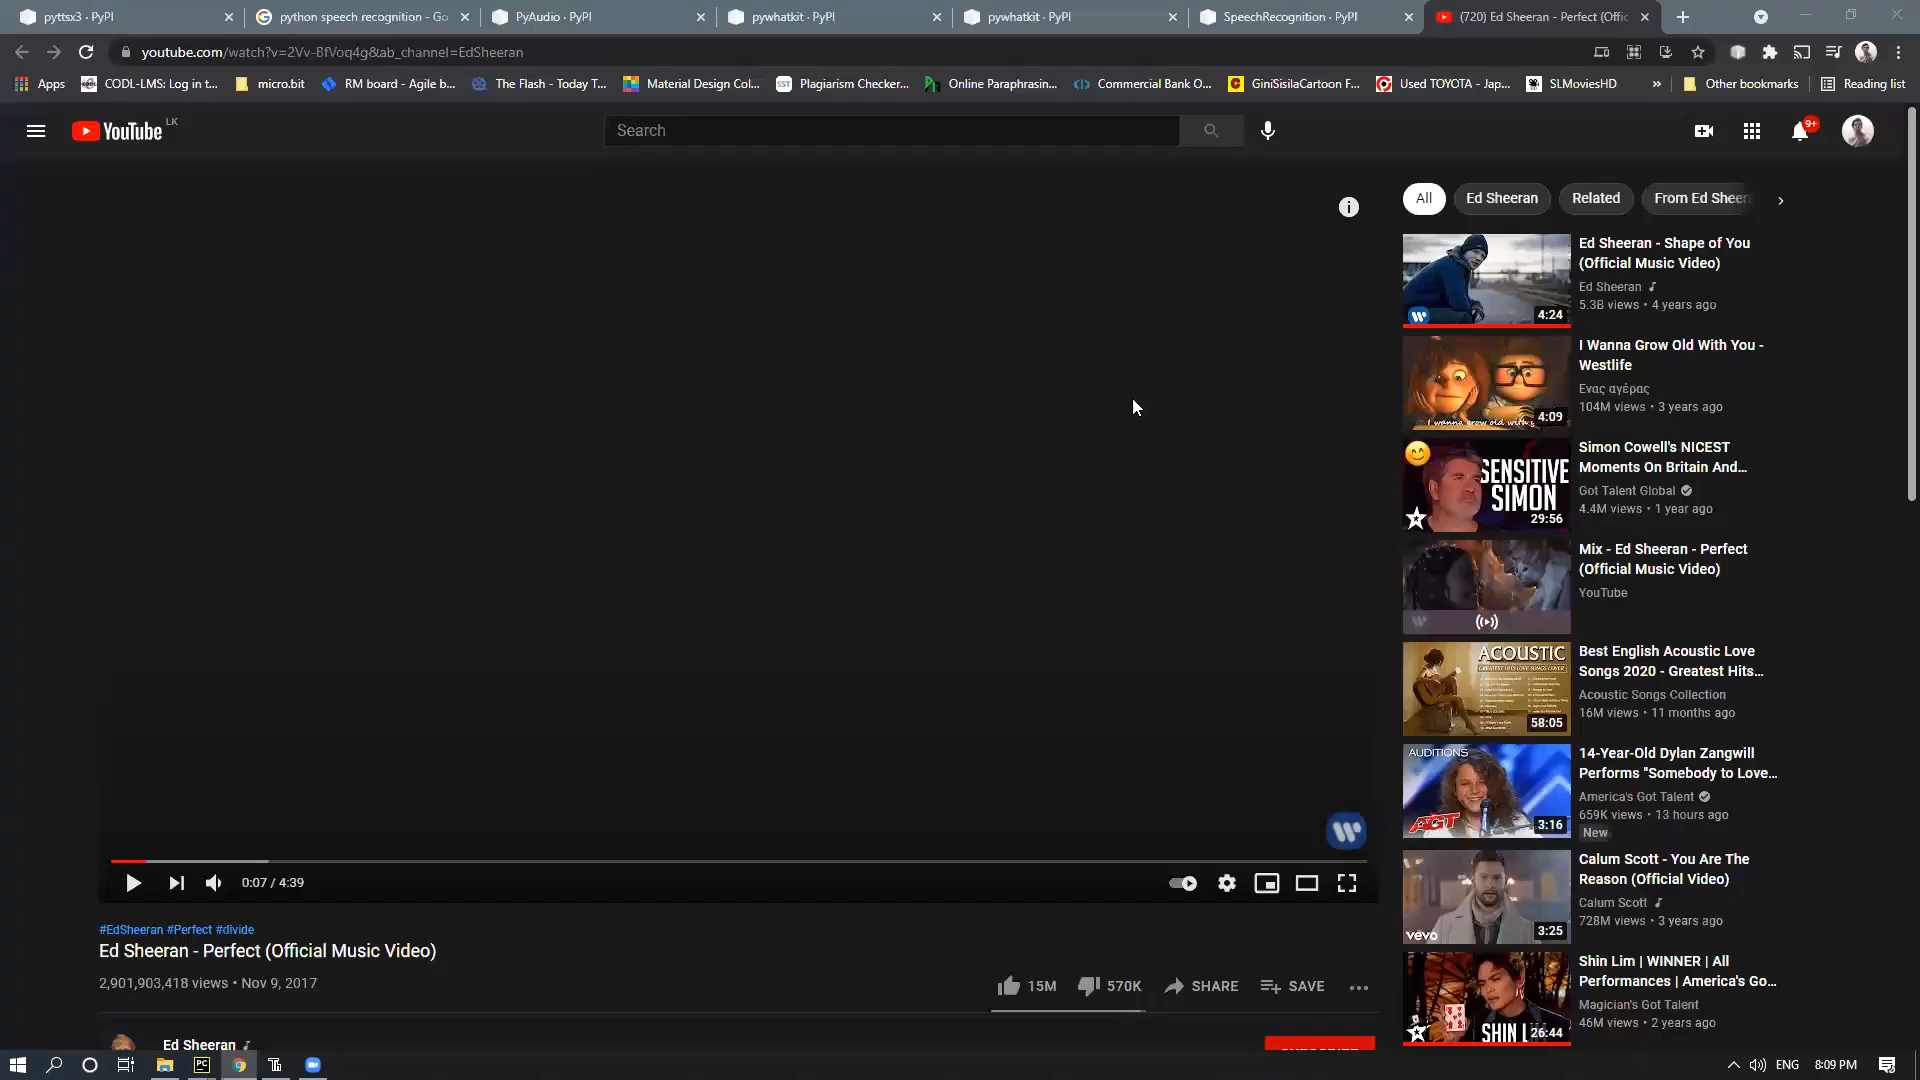 pyttsx3 · PyPI
python speech recognition - Go
PyAudio · PyPI
pywhatkit · PyPI
pywhatkit · PyPI
SpeechRecognition · PyPI
(720) Ed Sheeran - Perfect (Offic
youtube.com/watch?v=2Vv-BfVoq4g&ab_channel=EdSheeran
Apps
CODL-LMS: Log in t...
micro:bit
RM board - Agile b...
The Flash - Today T...
Material Design Col...
Plagiarism Checker...
Online Paraphrasin...
Commercial Bank O...
GiniSisilaCartoon F...
Used TOYOTA - Jap...
SLMoviesHD
»
Other bookmarks
Reading list
YouTube LK
Search
9+
All
Ed Sheeran
Related
From Ed Sheer
Ed Sheeran - Shape of You
(Official Music Video)
Ed Sheeran
5.3B views • 4 years ago
4:24
I Wanna Grow Old With You -
Westlife
Ενας αγέρας
104M views • 3 years ago
4:09
Simon Cowell's NICEST
Moments On Britain And...
Got Talent Global
4.4M views • 1 year ago
SENSITIVE
SIMON
29:56
Mix - Ed Sheeran - Perfect
(Official Music Video)
YouTube
Best English Acoustic Love
Songs 2020 - Greatest Hits...
Acoustic Songs Collection
16M views • 11 months ago
ACOUSTIC
GREATEST HITS LOVE SONGS COVER
58:05
14-Year-Old Dylan Zangwill
Performs "Somebody to Love...
America's Got Talent
659K views • 13 hours ago
New
AUDITIONS
AGT
3:16
Calum Scott - You Are The
Reason (Official Video)
Calum Scott
728M views • 3 years ago
vevo
3:25
Shin Lim | WINNER | All
Performances | America's Go...
Magician's Got Talent
46M views • 2 years ago
SHIN LIM
26:44
0:07 / 4:39
#EdSheeran #Perfect #divide
Ed Sheeran - Perfect (Official Music Video)
2,901,903,418 views • Nov 9, 2017
15M
570K
SHARE
SAVE
Ed Sheeran
SUBSCRIBE
ENG
8:09 PM